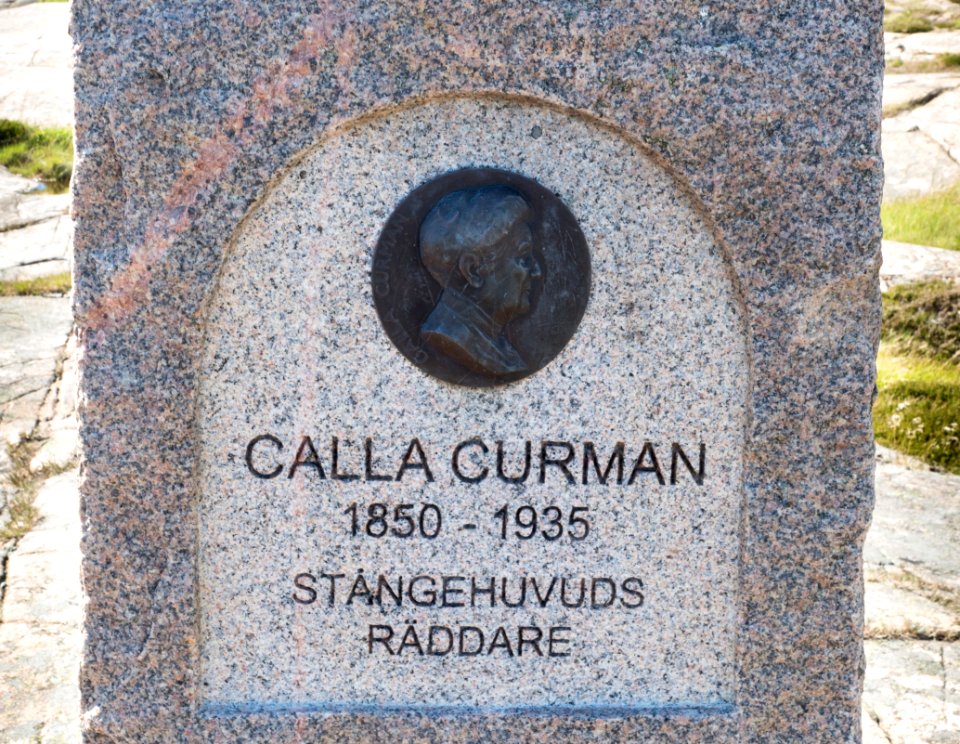 CALLA CURMAN
1850 - 1935
STÅNGEHUVUDS
RÄDDARE